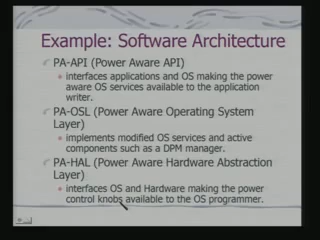 Example: Software Architecture
PA-API (Power Aware API)
interfaces applications and OS making the power
aware OS services available to the application
writer.
PA-OSL (Power Aware Operating System
Layer)
implements modified OS services and active
components such as a DPM manager.
PA-HAL (Power Aware Hardware Abstraction
Layer)
interfaces OS and Hardware making the power
control knobs available to the OS programmer.